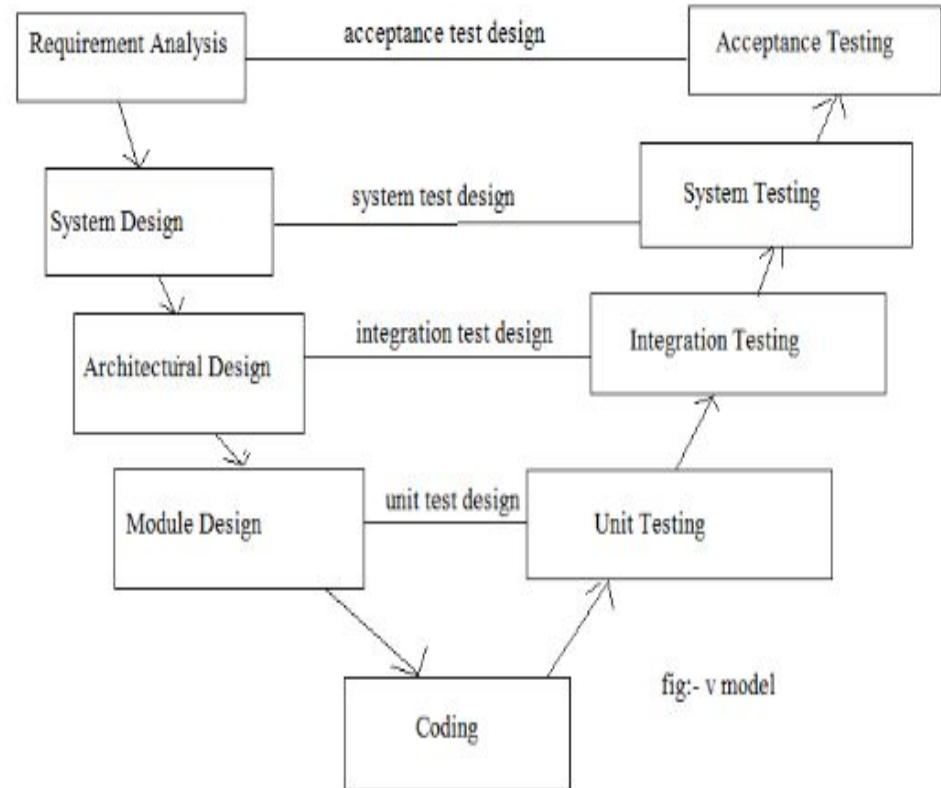 Requirement Analysis
acceptance test design
Acceptance Testing
System Design
system test design
System Testing
Architectural Design
integration test design
Integration Testing
Module Design
unit test design
Unit Testing
Coding
fig:- v model